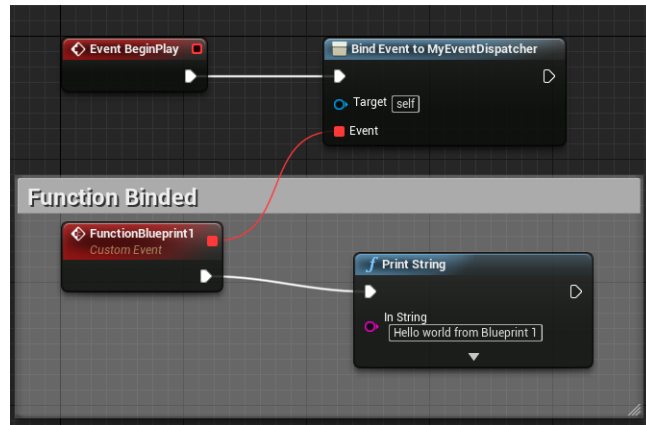 Event BeginPlay
Bind Event to MyEventDispatcher
Target self
Event
Function Binded
FunctionBlueprint1
Custom Event
f Print String
In String
Hello world from Blueprint 1